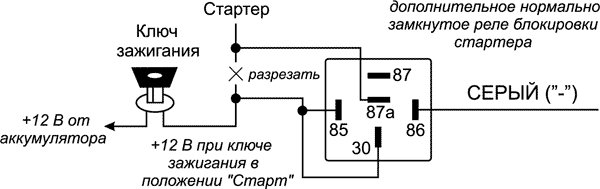 Стартер
дополнительное нормально
замкнутое реле блокировки
стартера
Ключ
зажигания
разрезать
87
87a
85
86
30
СЕРЫЙ ("-")
+12 В от
аккумулятора
+12 В при ключе
зажигания в
положении "Старт"